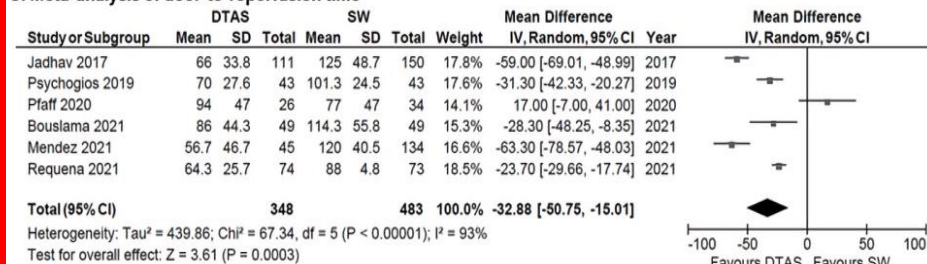 DTAS SW Mean Difference Mean Difference
Study or Subgroup Mean SD Total Mean SD Total Weight IV, Random, 95% CI Year IV, Random, 95% CI
Jadhav 2017 66 33.8 111 125 48.7 150 17.8% -59.00 [-69.01, -48.99] 2017
Psychogios 2019 70 27.6 43 101.3 24.5 43 17.6% -31.30 [-42.33, -20.27] 2019
Pfaff 2020 94 47 26 77 47 34 14.1% 17.00 [-7.00, 41.00] 2020
Bouslama 2021 86 44.3 49 114.3 55.8 49 15.3% -28.30 [-48.25, -8.35] 2021
Mendez 2021 56.7 46.7 45 120 40.5 134 16.6% -63.30 [-78.57, -48.03] 2021
Requena 2021 64.3 25.7 74 88 4.8 73 18.5% -23.70 [-29.66, -17.74] 2021
Total (95% CI) 348 483 100.0% -32.88 [-50.75, -15.01]
Heterogeneity: Tau² = 439.86; Chi² = 67.34, df = 5 (P < 0.00001); I² = 93%
Test for overall effect: Z = 3.61 (P = 0.0003)
-100 -50 0 50 100
Favours DTAS Favours SW